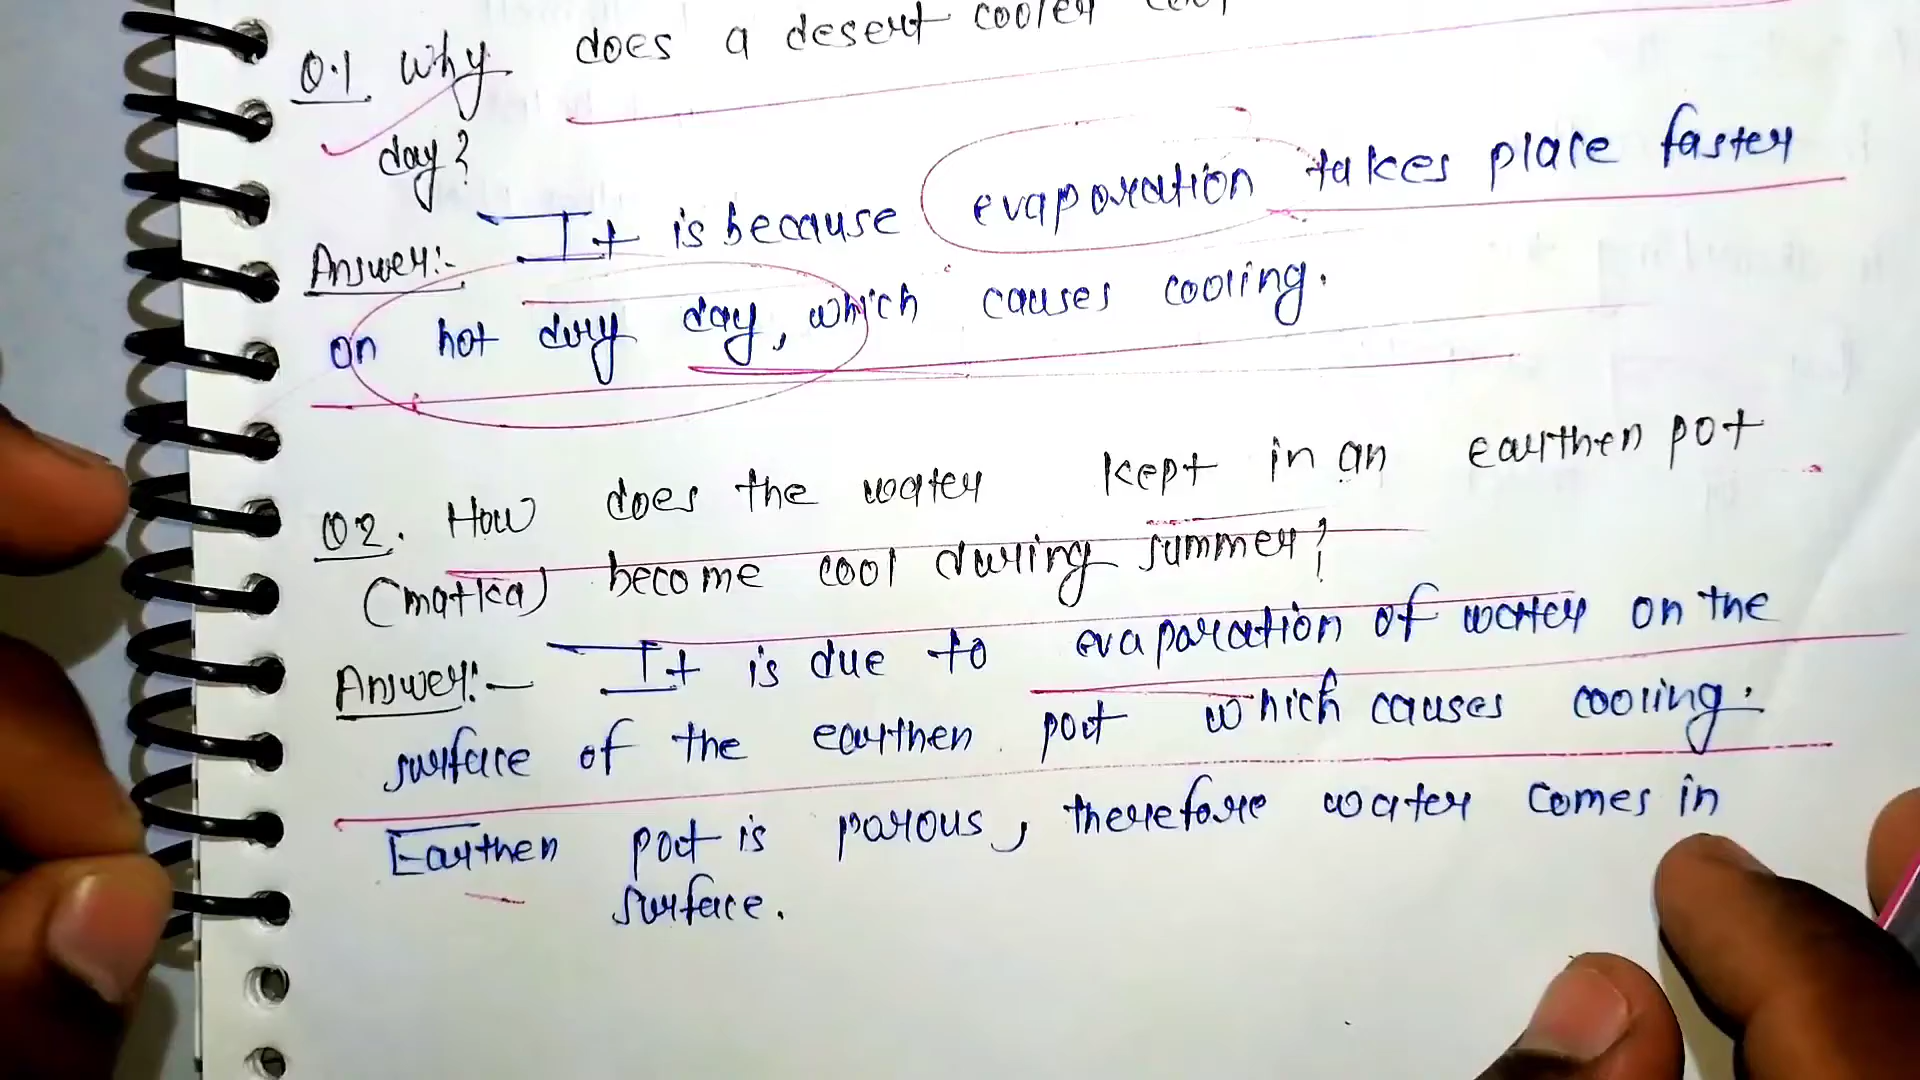 Q.1 Why does a desert cooler cool
day?
Answer:- It is because evaporation takes place faster
on hot dry day, which causes cooling.
Q2. How does the water kept in an earthen pot
(matka) become cool during summer?
Answer:- It is due to evaporation of water on the
surface of the earthen pot which causes cooling.
Earthen pot is porous, therefore water comes in
surface.